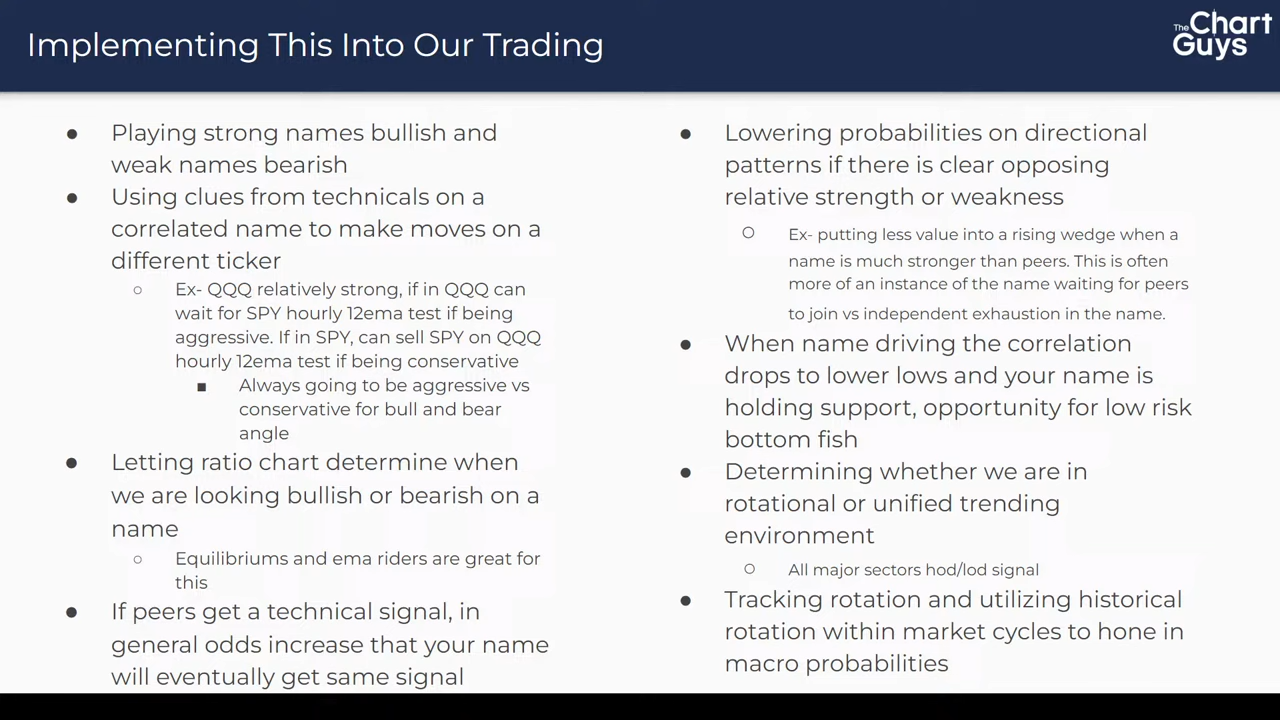 Implementing This Into Our Trading
The Chart
Guys
● Playing strong names bullish and
weak names bearish
● Using clues from technicals on a
correlated name to make moves on a
different ticker
○ Ex- QQQ relatively strong, if in QQQ can
wait for SPY hourly 12ema test if being
aggressive. If in SPY, can sell SPY on QQQ
hourly 12ema test if being conservative
■ Always going to be aggressive vs
conservative for bull and bear
angle
● Letting ratio chart determine when
we are looking bullish or bearish on a
name
○ Equilibriums and ema riders are great for
this
● If peers get a technical signal, in
general odds increase that your name
will eventually get same signal
● Lowering probabilities on directional
patterns if there is clear opposing
relative strength or weakness
○ Ex- putting less value into a rising wedge when a
name is much stronger than peers. This is often
more of an instance of the name waiting for peers
to join vs independent exhaustion in the name.
● When name driving the correlation
drops to lower lows and your name is
holding support, opportunity for low risk
bottom fish
● Determining whether we are in
rotational or unified trending
environment
○ All major sectors hod/lod signal
● Tracking rotation and utilizing historical
rotation within market cycles to hone in
macro probabilities